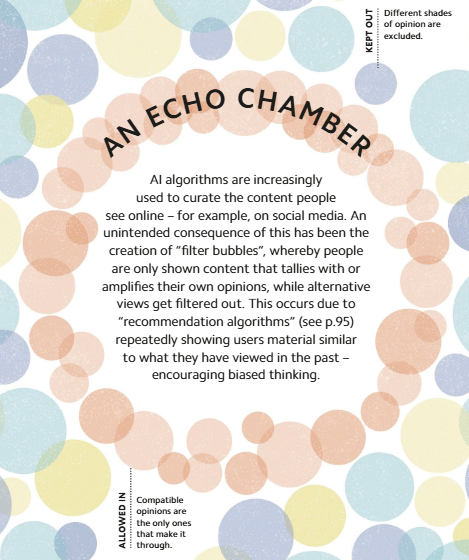 KEPT OUT
Different shades
of opinion are
excluded.
AN ECHO CHAMBER
AI algorithms are increasingly
used to curate the content people
see online – for example, on social media. An
unintended consequence of this has been the
creation of “filter bubbles”, whereby people
are only shown content that tallies with or
amplifies their own opinions, while alternative
views get filtered out. This occurs due to
“recommendation algorithms” (see p.95)
repeatedly showing users material similar
to what they have viewed in the past –
encouraging biased thinking.
ALLOWED IN
Compatible
opinions are
the only ones
that make it
through.